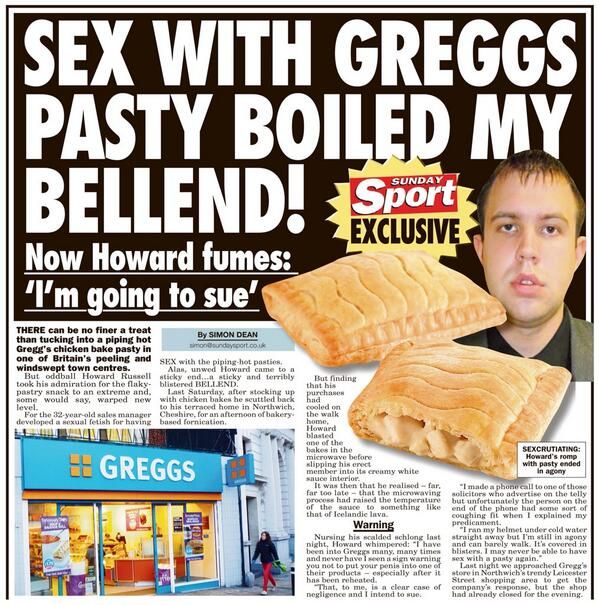 SEX WITH GREGGS
PASTY BOILED MY
BELLEND!
SUNDAY
Sport
EXCLUSIVE
Now Howard fumes:
'I'm going to sue'
THERE can be no finer a treat
than tucking into a piping hot
Gregg's chicken bake pasty in
one of Britain's peeling and
windswept town centres.
But oddball Howard Russell
took his admiration for the flaky-
pastry snack to an extreme and,
some would say, warped new
level.
For the 32-year-old sales manager
developed a sexual fetish for having
By SIMON DEAN
simon@sundaysport.co.uk
SEX with the piping-hot pasties.
Alas, unwed Howard came to a
sticky end...a sticky and terribly
blistered BELLEND.
Last Saturday, after stocking up
with chicken bakes he scuttled back
to his terraced home in Northwich,
Cheshire, for an afternoon of bakery-
based fornication.
GREGGS
But finding
that his
purchases
had
cooled on
the walk
home,
Howard
blasted
one of the
bakes in the
microwave before
slipping his erect
member into its creamy white
sauce interior.
It was then that he realised – far,
far too late – that the microwaving
process had raised the temperature
of the sauce to something like
that of Icelandic lava.
Warning
Nursing his scalded schlong last
night, Howard whimpered: "I have
been into Greggs many, many times
and never have I seen a sign warning
you not to put your penis into one of
their products – especially after it
has been reheated.
"That, to me, is a clear case of
negligence and I intend to sue.
SEXCRUTIATING:
Howard's romp
with pasty ended
in agony
"I made a phone call to one of those
solicitors who advertise on the telly
but unfortunately the person on the
end of the phone had some sort of
coughing fit when I explained my
predicament.
"I ran my helmet under cold water
straight away but I'm still in agony
and can barely walk. It's covered in
blisters. I may never be able to have
sex with a pasty again."
Last night we approached Gregg's
store in Northwich's trendy Leicester
Street shopping area to get the
company's response, but the shop
had already closed for the evening.